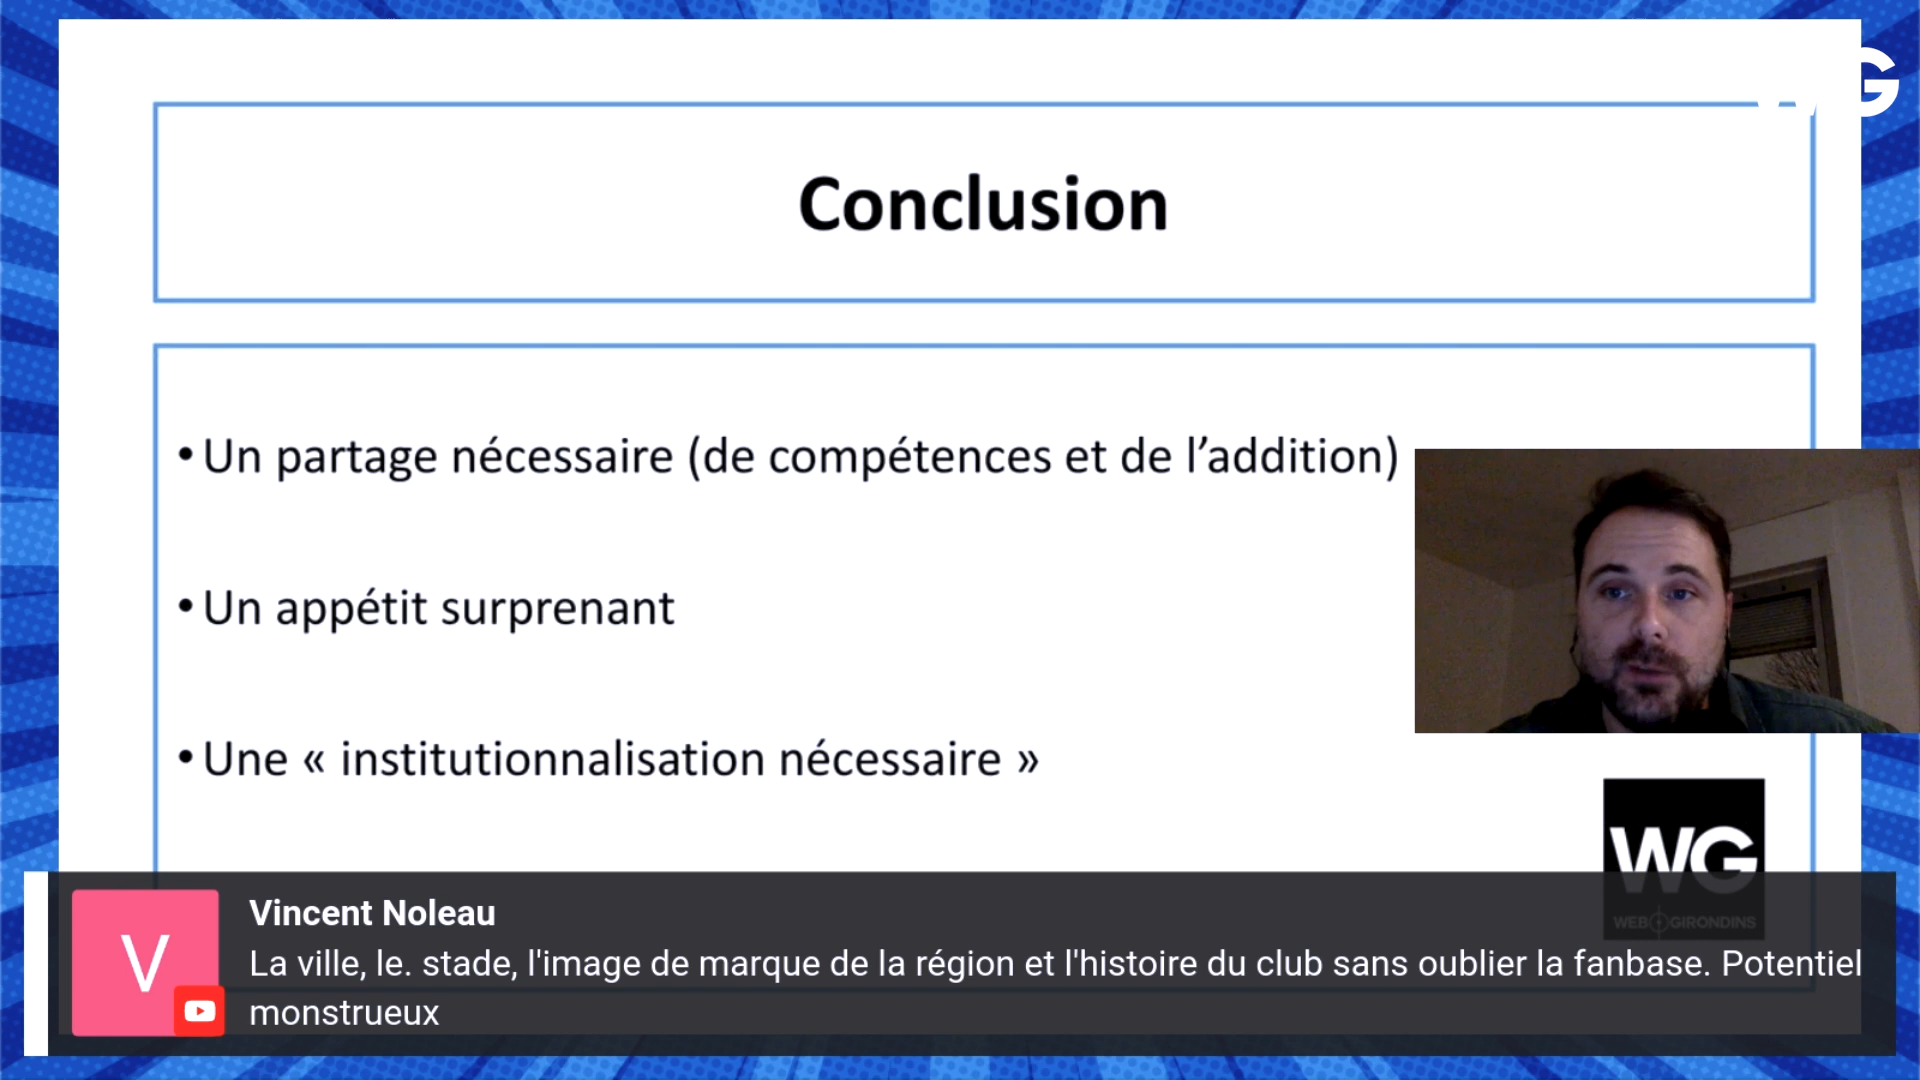 G
Conclusion
• Un partage nécessaire (de compétences et de l’addition)
• Un appétit surprenant
• Une « institutionnalisation nécessaire »
WG
WEB GIRONDINS
V
Vincent Noleau
La ville, le. stade, l'image de marque de la région et l'histoire du club sans oublier la fanbase. Potentiel
monstrueux